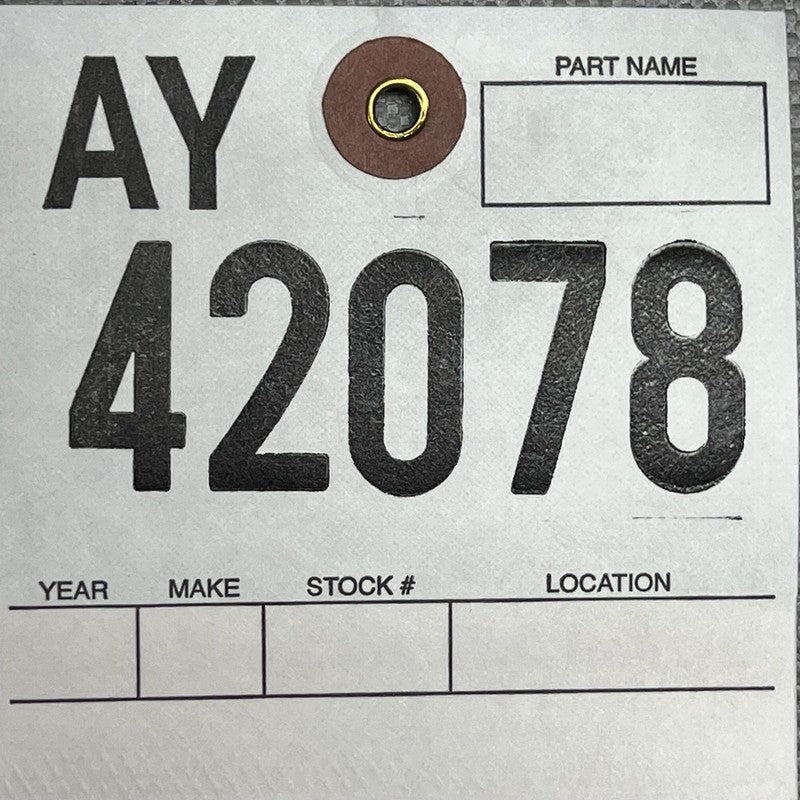 AY
PART NAME
42078
YEAR MAKE STOCK # LOCATION